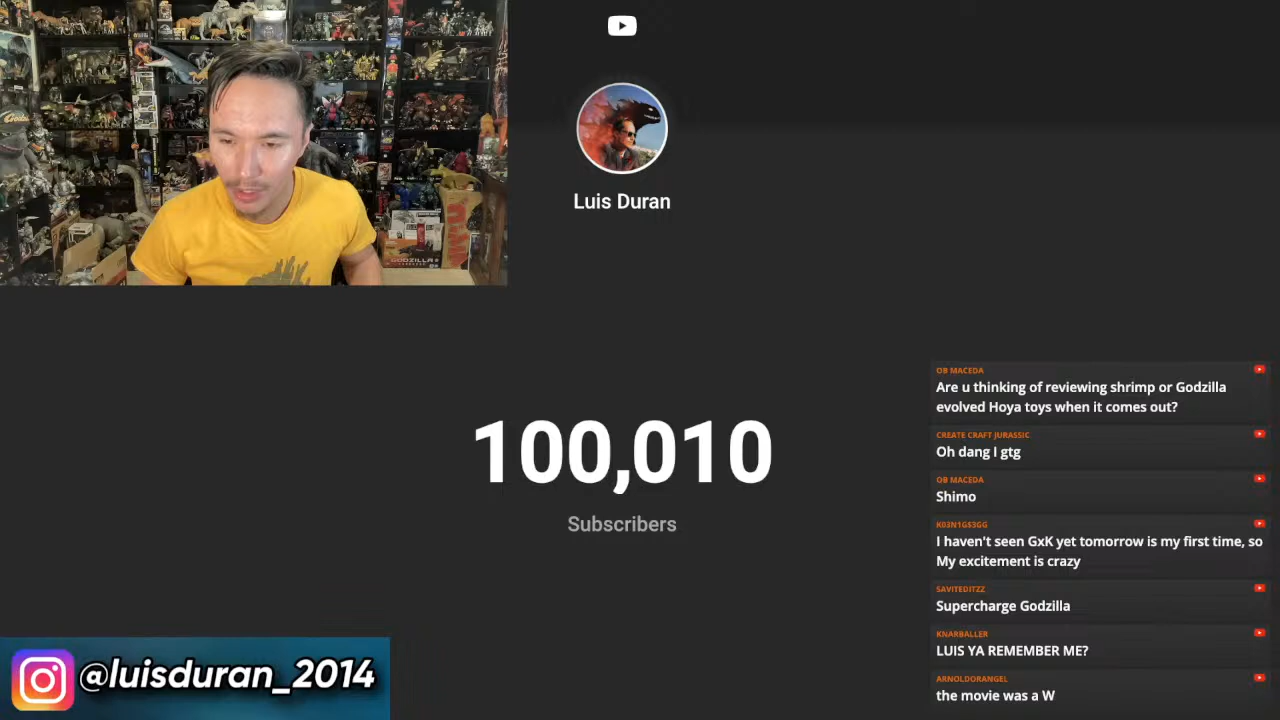 Luis Duran
100,010
Subscribers
OB MACEDA
Are u thinking of reviewing shrimp or Godzilla
evolved Hoya toys when it comes out?
CREATE CRAFT JURASSIC
Oh dang I gtg
OB MACEDA
Shimo
K03N1G$3GG
I haven't seen GxK yet tomorrow is my first time, so
My excitement is crazy
SAVITEDITZZ
Supercharge Godzilla
KNARBALLER
LUIS YA REMEMBER ME?
ARNOLDORANGEL
the movie was a W
@luisduran_2014
GODZILLA